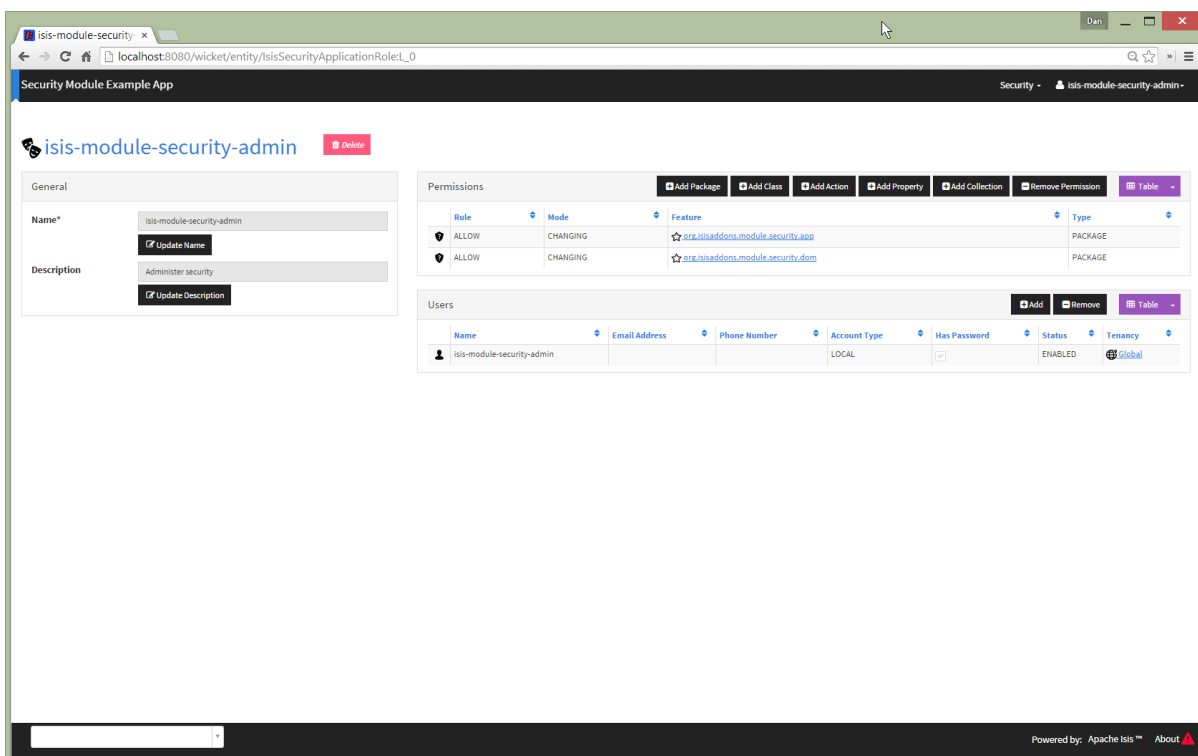 Dan
isis-module-security-
localhost:8080/wicket/entity/IsisSecurityApplicationRole:L_0
Security Module Example App
Security
isis-module-security-admin
isis-module-security-admin
Delete
General
Name*
isis-module-security-admin
Update Name
Description
Administer security
Update Description
Permissions
Add Package
Add Class
Add Action
Add Property
Add Collection
Remove Permission
Table
Rule Mode Feature Type
ALLOW CHANGING org.isisaddons.module.security.app PACKAGE
ALLOW CHANGING org.isisaddons.module.security.dom PACKAGE
Users
Add
Remove
Table
Name Email Address Phone Number Account Type Has Password Status Tenancy
isis-module-security-admin LOCAL ENABLED Global
Powered by: Apache Isis ™ About